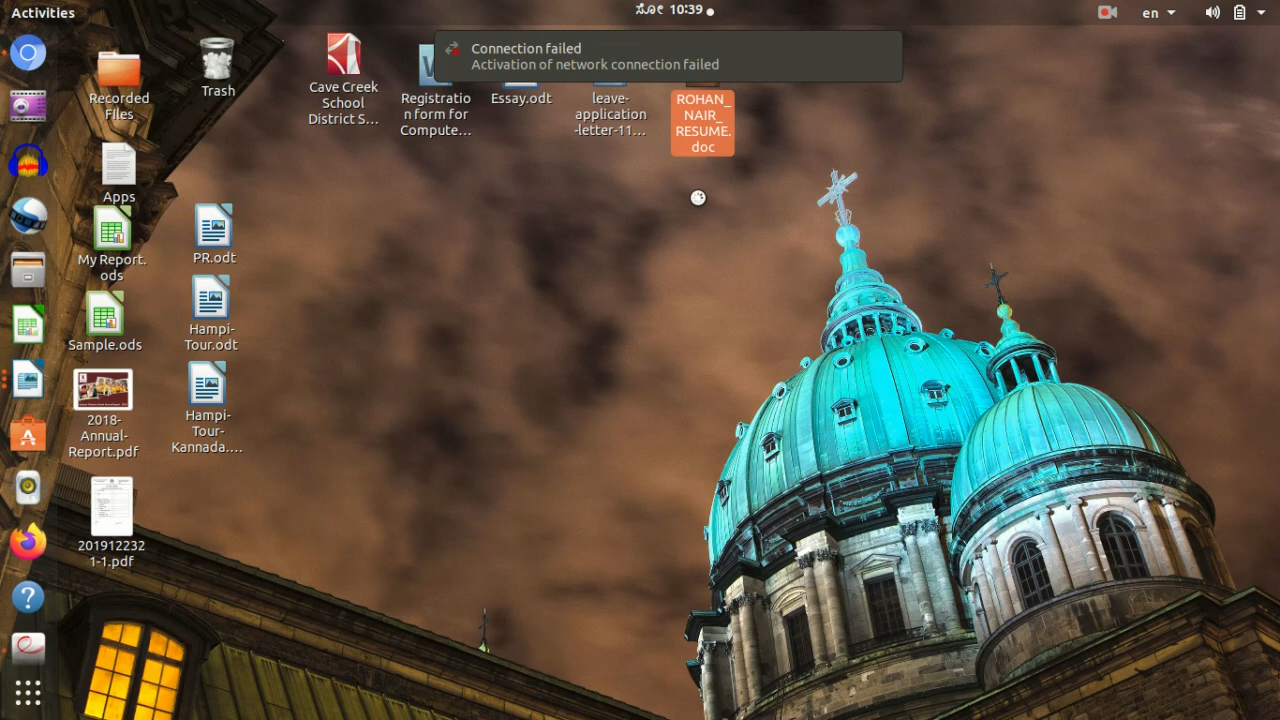 Activities
ಸೋಮ 10:39
en
Connection failed
Activation of network connection failed
Recorded
FIles
Trash
Cave Creek
School
District S...
Registratio
n form for
Compute...
Essay.odt
leave-
application
-letter-11...
ROHAN_
NAIR_
RESUME.
doc
Apps
My Report.
ods
PR.odt
Sample.ods
Hampi-
Tour.odt
2018-
Annual-
Report.pdf
Hampi-
Tour-
Kannada....
201912232
1-1.pdf